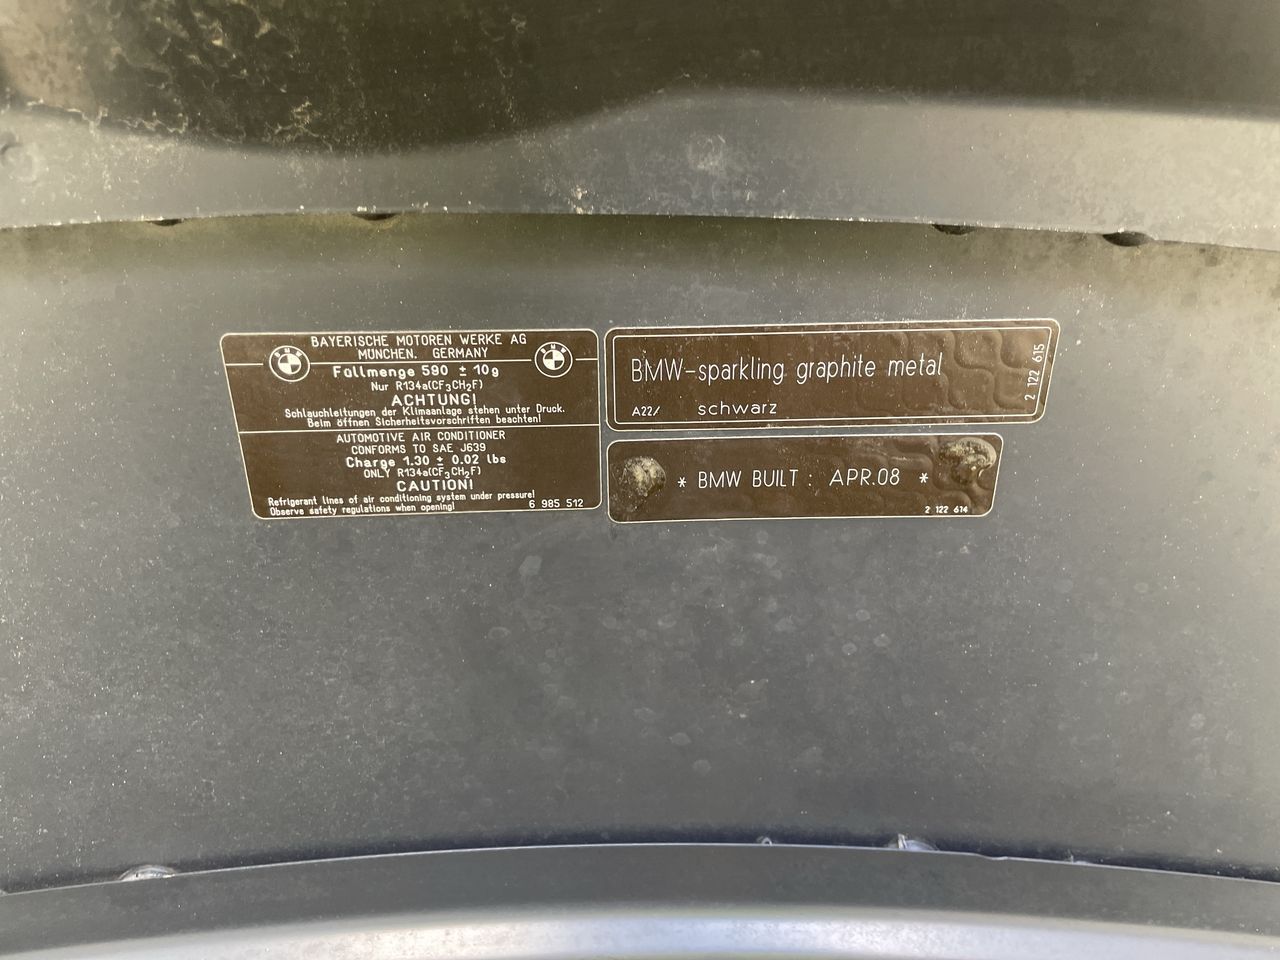 BAYERISCHE MOTOREN WERKE AG
MÜNCHEN, GERMANY
BMW
BMW
Füllmenge 590 ± 10g
Nur R134a(CF₃CH₂F)
ACHTUNG!
Schlauchleitungen der Klimaanlage stehen unter Druck.
Beim öffnen Sicherheitsvorschriften beachten!
AUTOMOTIVE AIR CONDITIONER
CONFORMS TO SAE J639
Charge 1.30 ± 0.02 lbs
ONLY R134a(CF₃CH₂F)
CAUTION!
Refrigerant lines of air conditioning system under pressure!
Observe safety regulations when opening!
6 985 512
BMW-sparkling graphite metal
A22/ schwarz
2 122 615
* BMW BUILT : APR.08 *
2 122 614